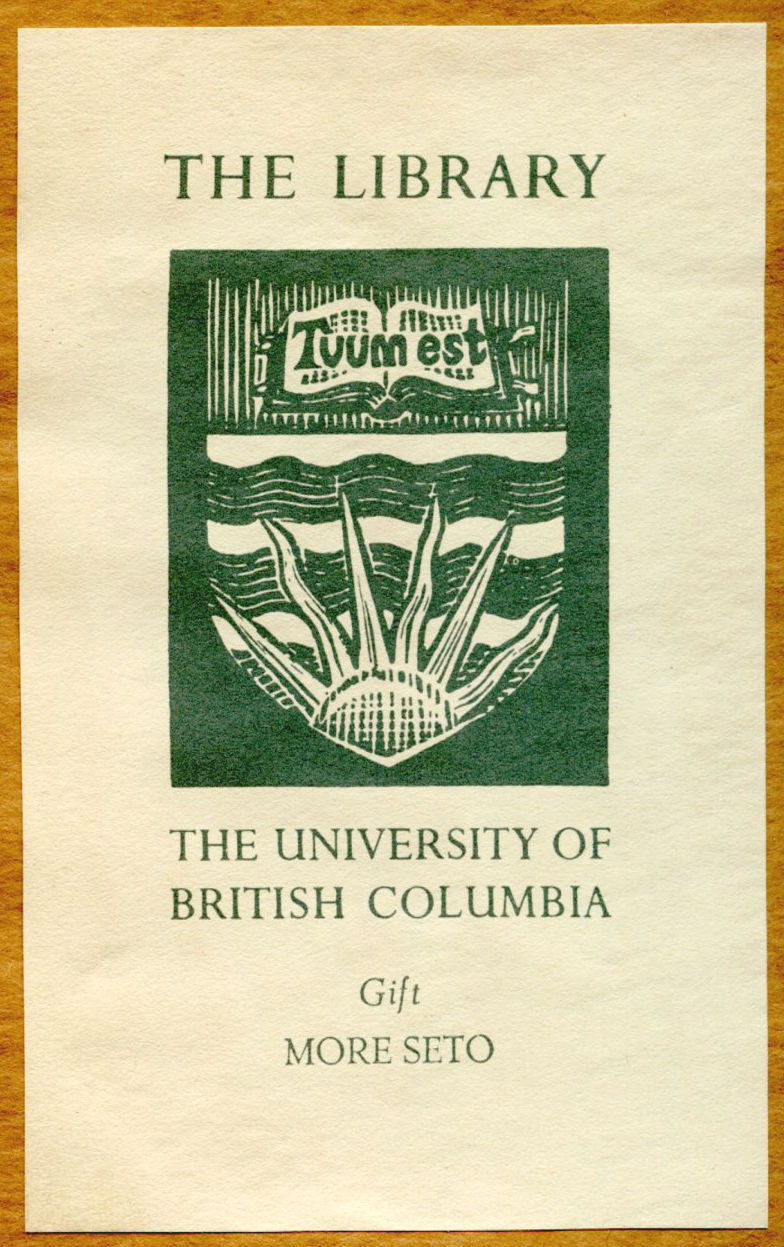 THE LIBRARY
Tuum est
THE UNIVERSITY OF
BRITISH COLUMBIA
Gift
MORE SETO